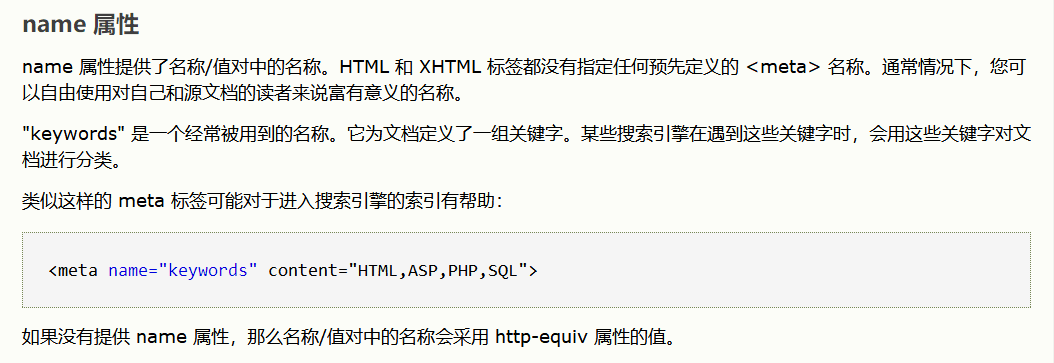 name 属性
name 属性提供了名称/值对中的名称。HTML 和 XHTML 标签都没有指定任何预先定义的 <meta> 名称。通常情况下，您可
以自由使用对自己和源文档的读者来说富有意义的名称。
"keywords" 是一个经常被用到的名称。它为文档定义了一组关键字。某些搜索引擎在遇到这些关键字时，会用这些关键字对文
档进行分类。
类似这样的 meta 标签可能对于进入搜索引擎的索引有帮助：
<meta name="keywords" content="HTML,ASP,PHP,SQL">
如果没有提供 name 属性，那么名称/值对中的名称会采用 http-equiv 属性的值。